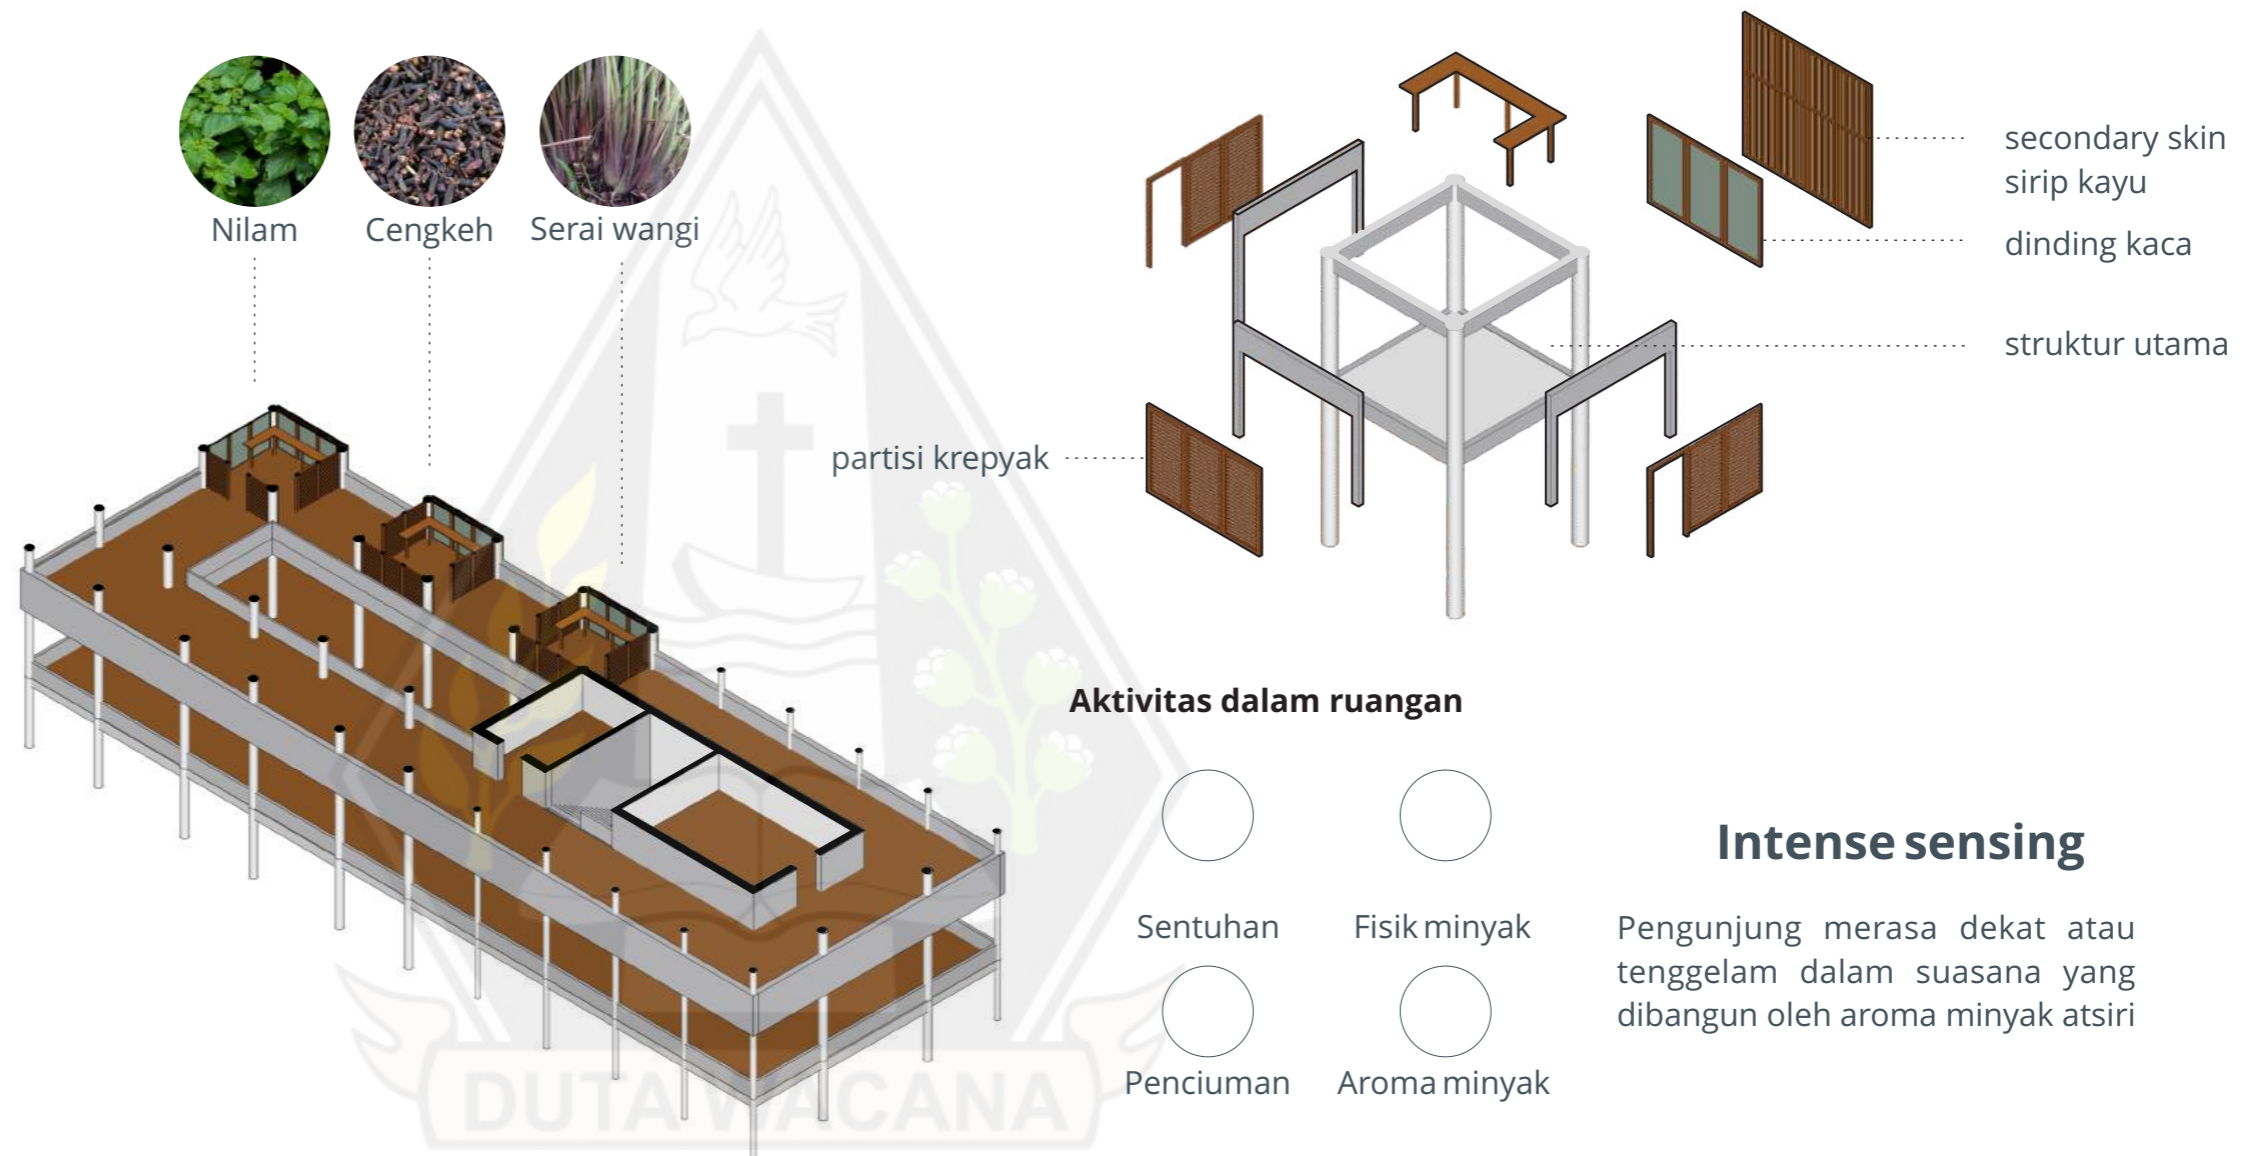 Nilam
Cengkeh
Serai wangi
secondary skin
sirip kayu
dinding kaca
struktur utama
partisi krepyak
Aktivitas dalam ruangan
Sentuhan
Fisik minyak
Penciuman
Aroma minyak
Intense sensing
Pengunjung merasa dekat atau
tenggelam dalam suasana yang
dibangun oleh aroma minyak atsiri
DUTA WACANA